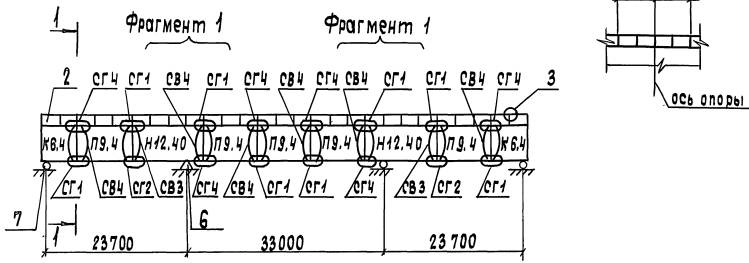 1
Фрагмент 1
Фрагмент 1
2 СГ4 СГ1 СВ4 СГ1 СГ4 СВ4 СГ4 СВ4 СГ1 СГ1 СВ4 СГ4 3
К6.4 П9.4 Н12.40 П9.4 П9.4 П9.4 Н12.40 П9.4 К6.4
СГ1 СВ4 СГ2 СВ3 СГ4 СВ4 СГ1 СГ1 СГ4 СВ3 СГ2 СГ1
7
1
6
23700 33000 23700
ось опоры